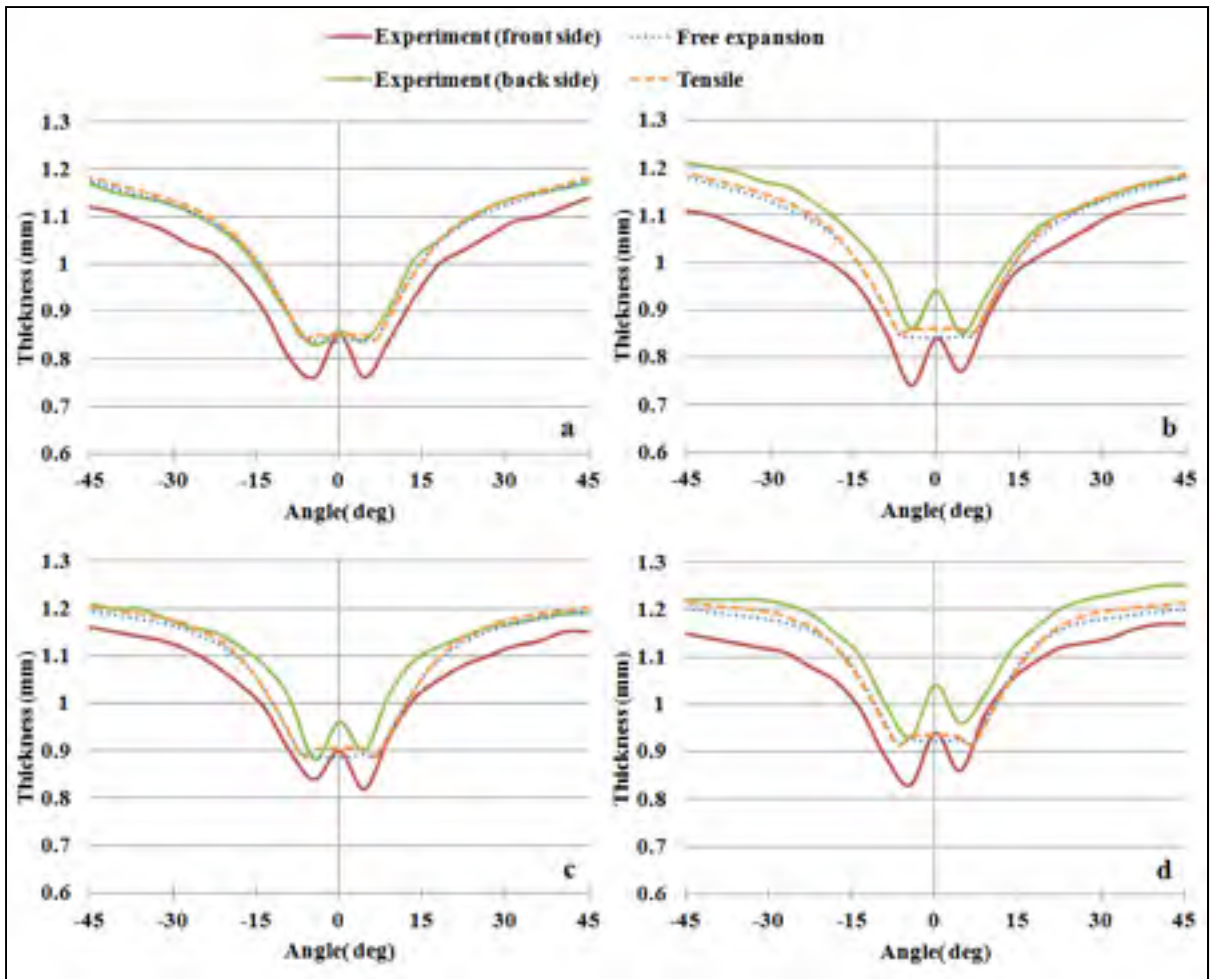 Experiment (front side) Free expansion
Experiment (back side) Tensile
1.3
1.2
1.1
1
0.9
0.8
0.7
0.6
Thickness (mm)
a
-45 -30 -15 0 15 30 45
Angle( deg)
1.3
1.2
1.1
1.0
0.9
0.8
0.7
0.6
Thickness (mm)
b
-45 -30 -15 0 15 30 45
Angle( deg)
1.3
1.2
1.1
1
0.9
0.8
0.7
0.6
Thickness (mm)
c
-45 -30 -15 0 15 30 45
Angle( deg)
1.3
1.2
1.1
1.0
0.9
0.8
0.7
0.6
Thickness (mm)
d
-45 -30 -15 0 15 30 45
Angle( deg)